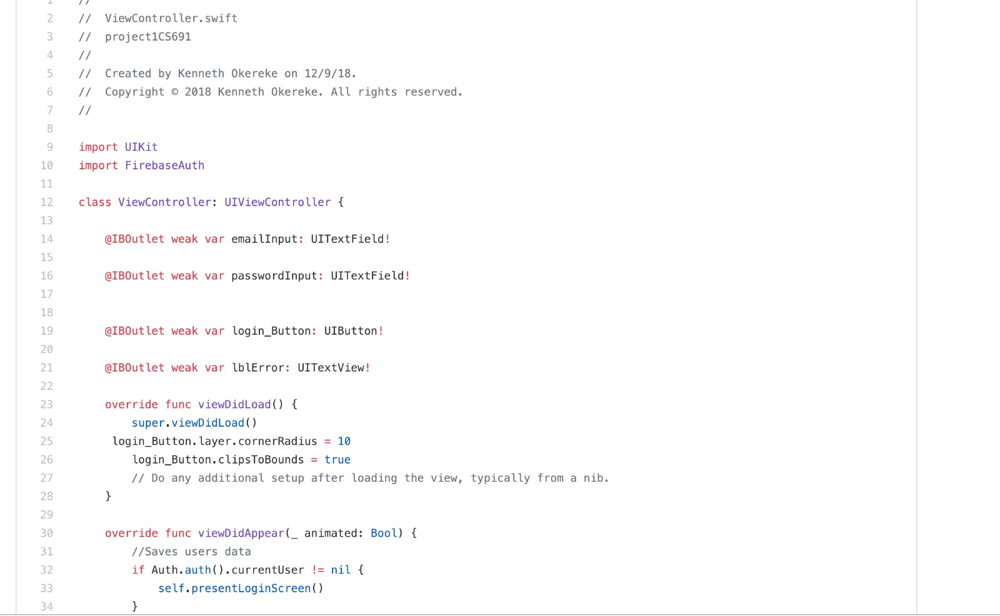 1 //
2 // ViewController.swift
3 // project1CS691
4 //
5 // Created by Kenneth Okereke on 12/9/18.
6 // Copyright © 2018 Kenneth Okereke. All rights reserved.
7 //
8
9 import UIKit
10 import FirebaseAuth
11
12 class ViewController: UIViewController {
13
14 @IBOutlet weak var emailInput: UITextField!
15
16 @IBOutlet weak var passwordInput: UITextField!
17
18
19 @IBOutlet weak var login_Button: UIButton!
20
21 @IBOutlet weak var lblError: UITextView!
22
23 override func viewDidLoad() {
24 super.viewDidLoad()
25 login_Button.layer.cornerRadius = 10
26 login_Button.clipsToBounds = true
27 // Do any additional setup after loading the view, typically from a nib.
28 }
29
30 override func viewDidAppear(_ animated: Bool) {
31 //Saves users data
32 if Auth.auth().currentUser != nil {
33 self.presentLoginScreen()
34 }